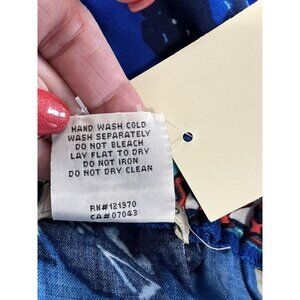 HAND WASH COLD
WASH SEPARATELY
DO NOT BLEACH
LAY FLAT TO DRY
DO NOT IRON
DO NOT DRY CLEAN
RN#121970
CA#07043